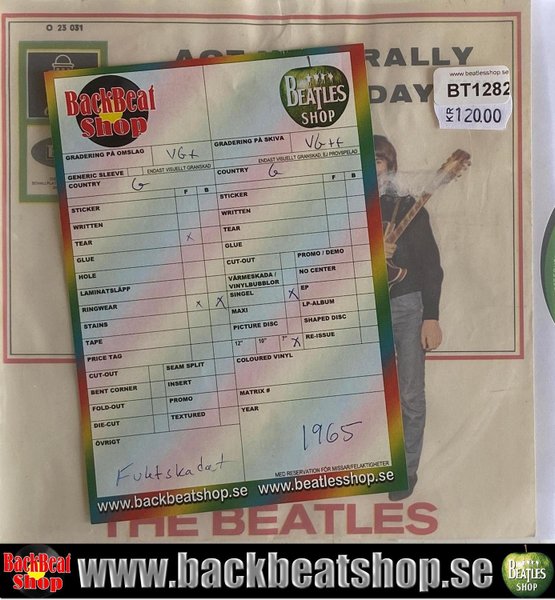 O 23 031
ACT
RALLY
DAY
www.beatlesshop.se
BT1282
KR 120.00
BackBeat
Shop
BEATLES
SHOP
GRADERING PÅ OMSLAG VG+
GRADERING PÅ SKIVA VG++
ENDAST VISUELLT GRANSKAD
ENDAST VISUELLT GRANSKAD, EJ PROVSPELAD
GENERIC SLEEVE
COUNTRY G
F B
STICKER
WRITTEN
TEAR x
GLUE
HOLE
LAMINATSLÄPP
RINGWEAR x x
STAINS
TAPE
PRICE TAG
CUT-OUT SEAM SPLIT
BENT CORNER INSERT
FOLD-OUT PROMO
DIE-CUT TEXTURED
ÖVRIGT
Fuktskadat
COUNTRY G
F B
STICKER
WRITTEN
TEAR
GLUE
CUT-OUT PROMO / DEMO
VÄRMESKADA / VINYLBUBBLOR NO CENTER
SINGEL x EP
MAXI LP-ALBUM
PICTURE DISC SHAPED DISC
12" 10" 7" x RE-ISSUE
COLOURED VINYL
MATRIX #
YEAR
1965
MED RESERVATION FÖR MISSAR/FELAKTIGHETER
www.backbeatshop.se www.beatlesshop.se
THE BEATLES
BackBeat
Shop
www.backbeatshop.se
BEATLES
SHOP